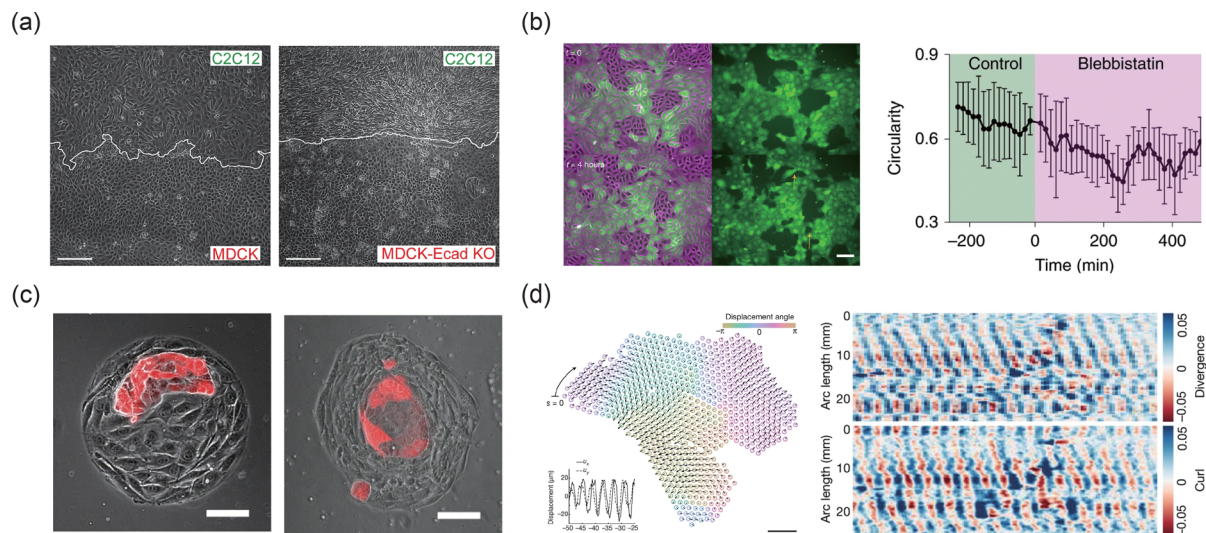 (a)
C2C12
MDCK
C2C12
MDCK-Ecad KO
(b)
t = 0
t = 4 hours
0.9
0.6
0.3
Circularity
Control
Blebbistatin
−200
0
200
400
Time (min)
(c)
(d)
Displacement angle
−π
0
π
s = 0
Displacement (μm)
20
0
−20
−50
−45
−40
−35
−30
−25
Arc length (mm)
0
10
20
0.05
0
−0.05
Divergence
Arc length (mm)
0
10
20
0.05
0
−0.05
Curl